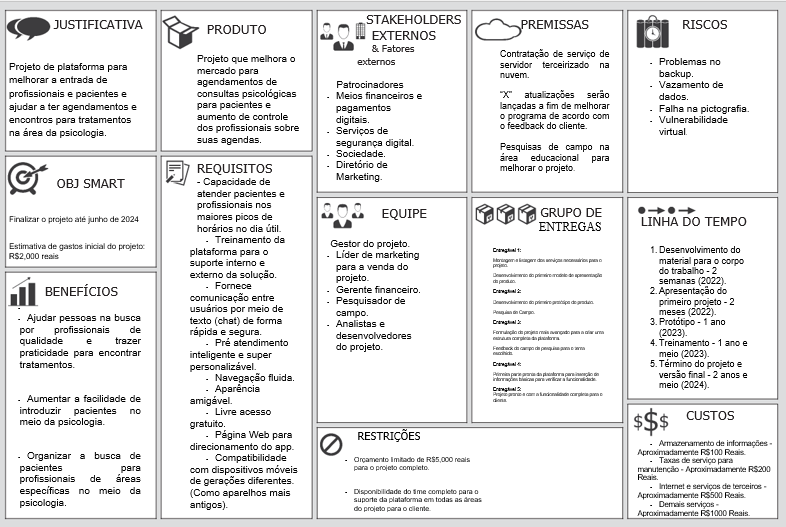 JUSTIFICATIVA
Projeto de plataforma para
melhorar a entrada de
profissionais e pacientes e
ajudar a ter agendamentos e
encontros para tratamentos
na área da psicologia.
OBJ SMART
Finalizar o projeto até junho de 2024
Estimativa de gastos inicial do projeto:
R$2,000 reais
BENEFÍCIOS
-
- Ajudar pessoas na busca
por profissionais de
qualidade e trazer
praticidade para encontrar
tratamentos.
- Aumentar a facilidade de
introduzir pacientes no
meio da psicologia.
- Organizar a busca de
pacientes para
profissionais de áreas
específicas no meio da
psicologia.
PRODUTO
Projeto que melhora o
mercado para
agendamentos de
consultas psicológicas
para pacientes e
aumento de controle
dos profissionais sobre
suas agendas.
REQUISITOS
- Capacidade de
atender pacientes e
profissionais nos
maiores picos de
horários no dia útil.
- Treinamento da
plataforma para o
suporte interno e
externo da solução.
- Fornece
comunicação entre
usuários por meio de
texto (chat) de forma
rápida e segura.
- Pré atendimento
inteligente e super
personalizável.
- Navegação fluida.
- Aparência
amigável.
- Livre acesso
gratuito.
- Página Web para
direcionamento do app.
- Compatibilidade
com dispositivos móveis
de gerações diferentes.
(Como aparelhos mais
antigos).
STAKEHOLDERS
EXTERNOS
& Fatores
externos
Patrocinadores
- Meios financeiros e
pagamentos
digitais.
- Serviços de
segurança digital.
- Sociedade.
- Diretório de
Marketing.
EQUIPE
Gestor do projeto.
- Líder de marketing
para a venda do
projeto.
- Gerente financeiro.
- Pesquisador de
campo.
- Analistas e
desenvolvedores
do projeto.
PREMISSAS
Contratação de serviço de
servidor terceirizado na
nuvem.
"X" atualizações serão
lançadas a fim de melhorar
o programa de acordo com
o feedback do cliente.
Pesquisas de campo na
área educacional para
melhorar o projeto.
GRUPO DE
ENTREGAS
Entregável 1:
Montagem e lissagem dos serviços necessários para o
projeto.
Desenvolvimento do primeiro modelo de apresentação
do produto.
Entregável 2:
Desenvolvimento do primeiro protótipo do produto.
Pesquisa de Campo.
Entregável 3:
Formulação do projeto mais avançado para a criar uma
estrutura completa da plataforma.
Feedback do campo de pesquisa para o tema
escolhido.
Entregável 4:
Primeira parte pronta da plataforma para inserção de
informações básicas para verificar a funcionalidade.
Entregável 5:
Projeto pronto e com a funcionalidade completa para o
cliente.
RESTRIÇÕES
- Orçamento limitado de R$5,000 reais
para o projeto completo.
- Disponibilidade do time completo para o
suporte da plataforma em todas as áreas
do projeto para o cliente.
RISCOS
- Problemas no
backup.
- Vazamento de
dados.
- Falha na pictografia.
- Vulnerabilidade
virtual.
LINHA DO TEMPO
1. Desenvolvimento do
material para o corpo
do trabalho - 2
semanas (2022).
2. Apresentação do
primeiro projeto - 2
meses (2022).
3. Protótipo - 1 ano
(2023).
4. Treinamento - 1 ano e
meio (2023).
5. Término do projeto e
versão final - 2 anos e
meio (2024).
$$$
CUSTOS
- Armazenamento de informações -
Aproximadamente R$100 Reais.
- Taxas de serviço para
manutenção - Aproximadamente R$200
Reais.
- Internet e serviços de terceiros -
Aproximadamente R$500 Reais.
- Demais serviços -
Aproximadamente R$1000 Reais.